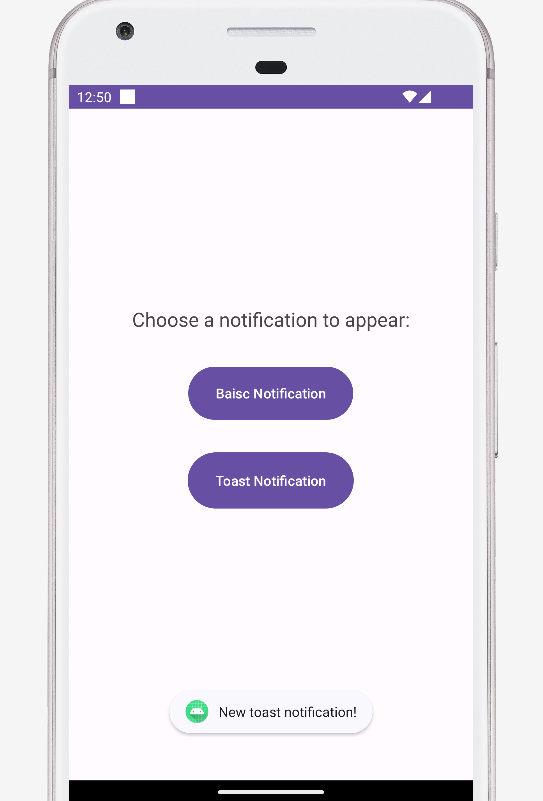 12:50
Choose a notification to appear:
Baisc Notification
Toast Notification
New toast notification!